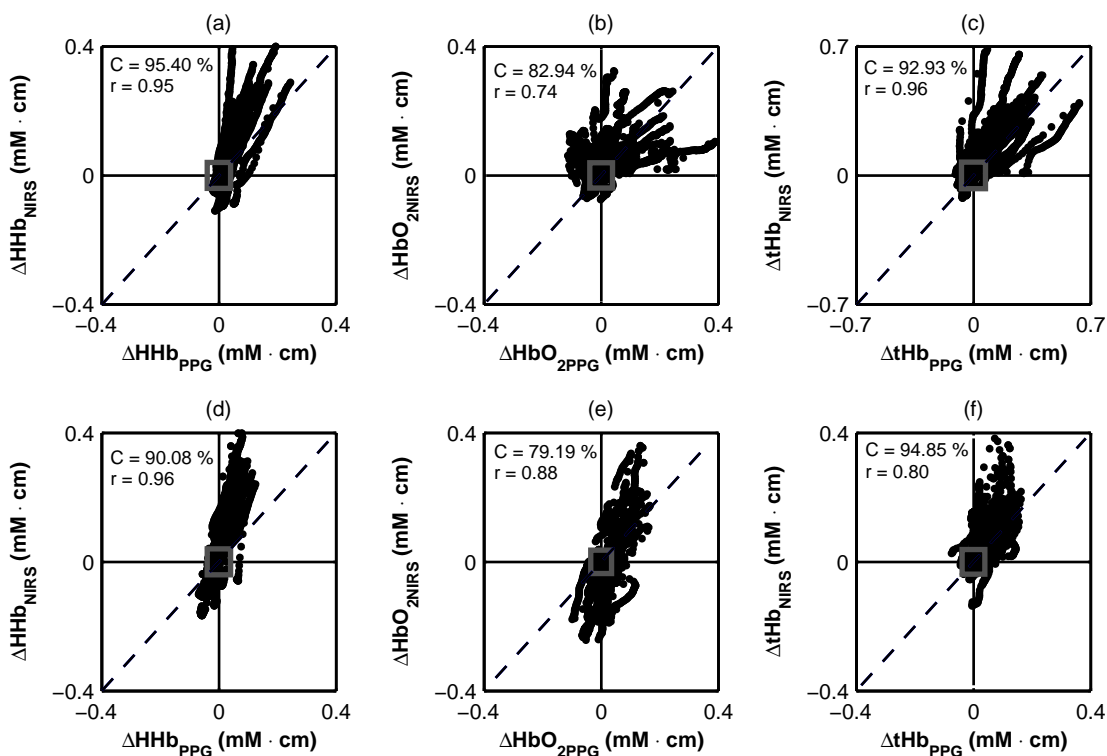 (a)
C = 95.40 %
r = 0.95
0.4
0
−0.4
−0.4
0
0.4
ΔHHb_NIRS (mM · cm)
ΔHHb_PPG (mM · cm)
(b)
C = 82.94 %
r = 0.74
0.4
0
−0.4
−0.4
0
0.4
ΔHbO_2NIRS (mM · cm)
ΔHbO_2PPG (mM · cm)
(c)
C = 92.93 %
r = 0.96
0.7
0
−0.7
−0.7
0
0.7
ΔtHb_NIRS (mM · cm)
ΔtHb_PPG (mM · cm)
(d)
C = 90.08 %
r = 0.96
0.4
0
−0.4
−0.4
0
0.4
ΔHHb_NIRS (mM · cm)
ΔHHb_PPG (mM · cm)
(e)
C = 79.19 %
r = 0.88
0.4
0
−0.4
−0.4
0
0.4
ΔHbO_2NIRS (mM · cm)
ΔHbO_2PPG (mM · cm)
(f)
C = 94.85 %
r = 0.80
0.4
0
−0.4
−0.4
0
0.4
ΔtHb_NIRS (mM · cm)
ΔtHb_PPG (mM · cm)